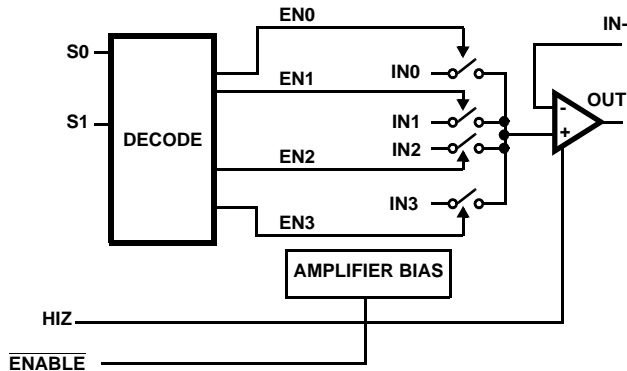 EN0
IN-
S0
IN0
EN1
OUT
-
S1
IN1
+
DECODE
IN2
EN2
IN3
EN3
AMPLIFIER BIAS
HIZ
ENABLE